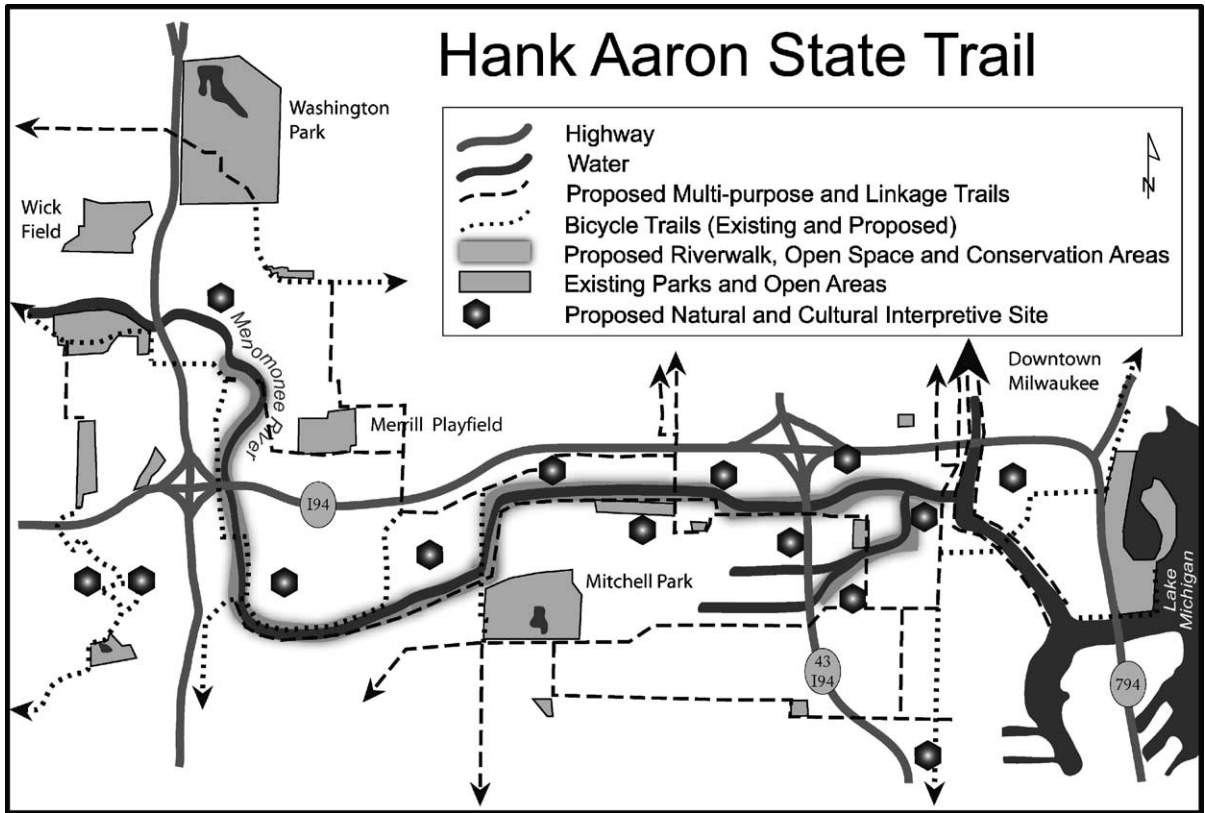 Hank Aaron State Trail
Highway
Water
Proposed Multi-purpose and Linkage Trails
Bicycle Trails (Existing and Proposed)
Proposed Riverwalk, Open Space and Conservation Areas
Existing Parks and Open Areas
Proposed Natural and Cultural Interpretive Site
N
Washington
Park
Wick
Field
Menomonee River
Merrill Playfield
Downtown
Milwaukee
I94
Mitchell Park
Lake
Michigan
43
I94
794